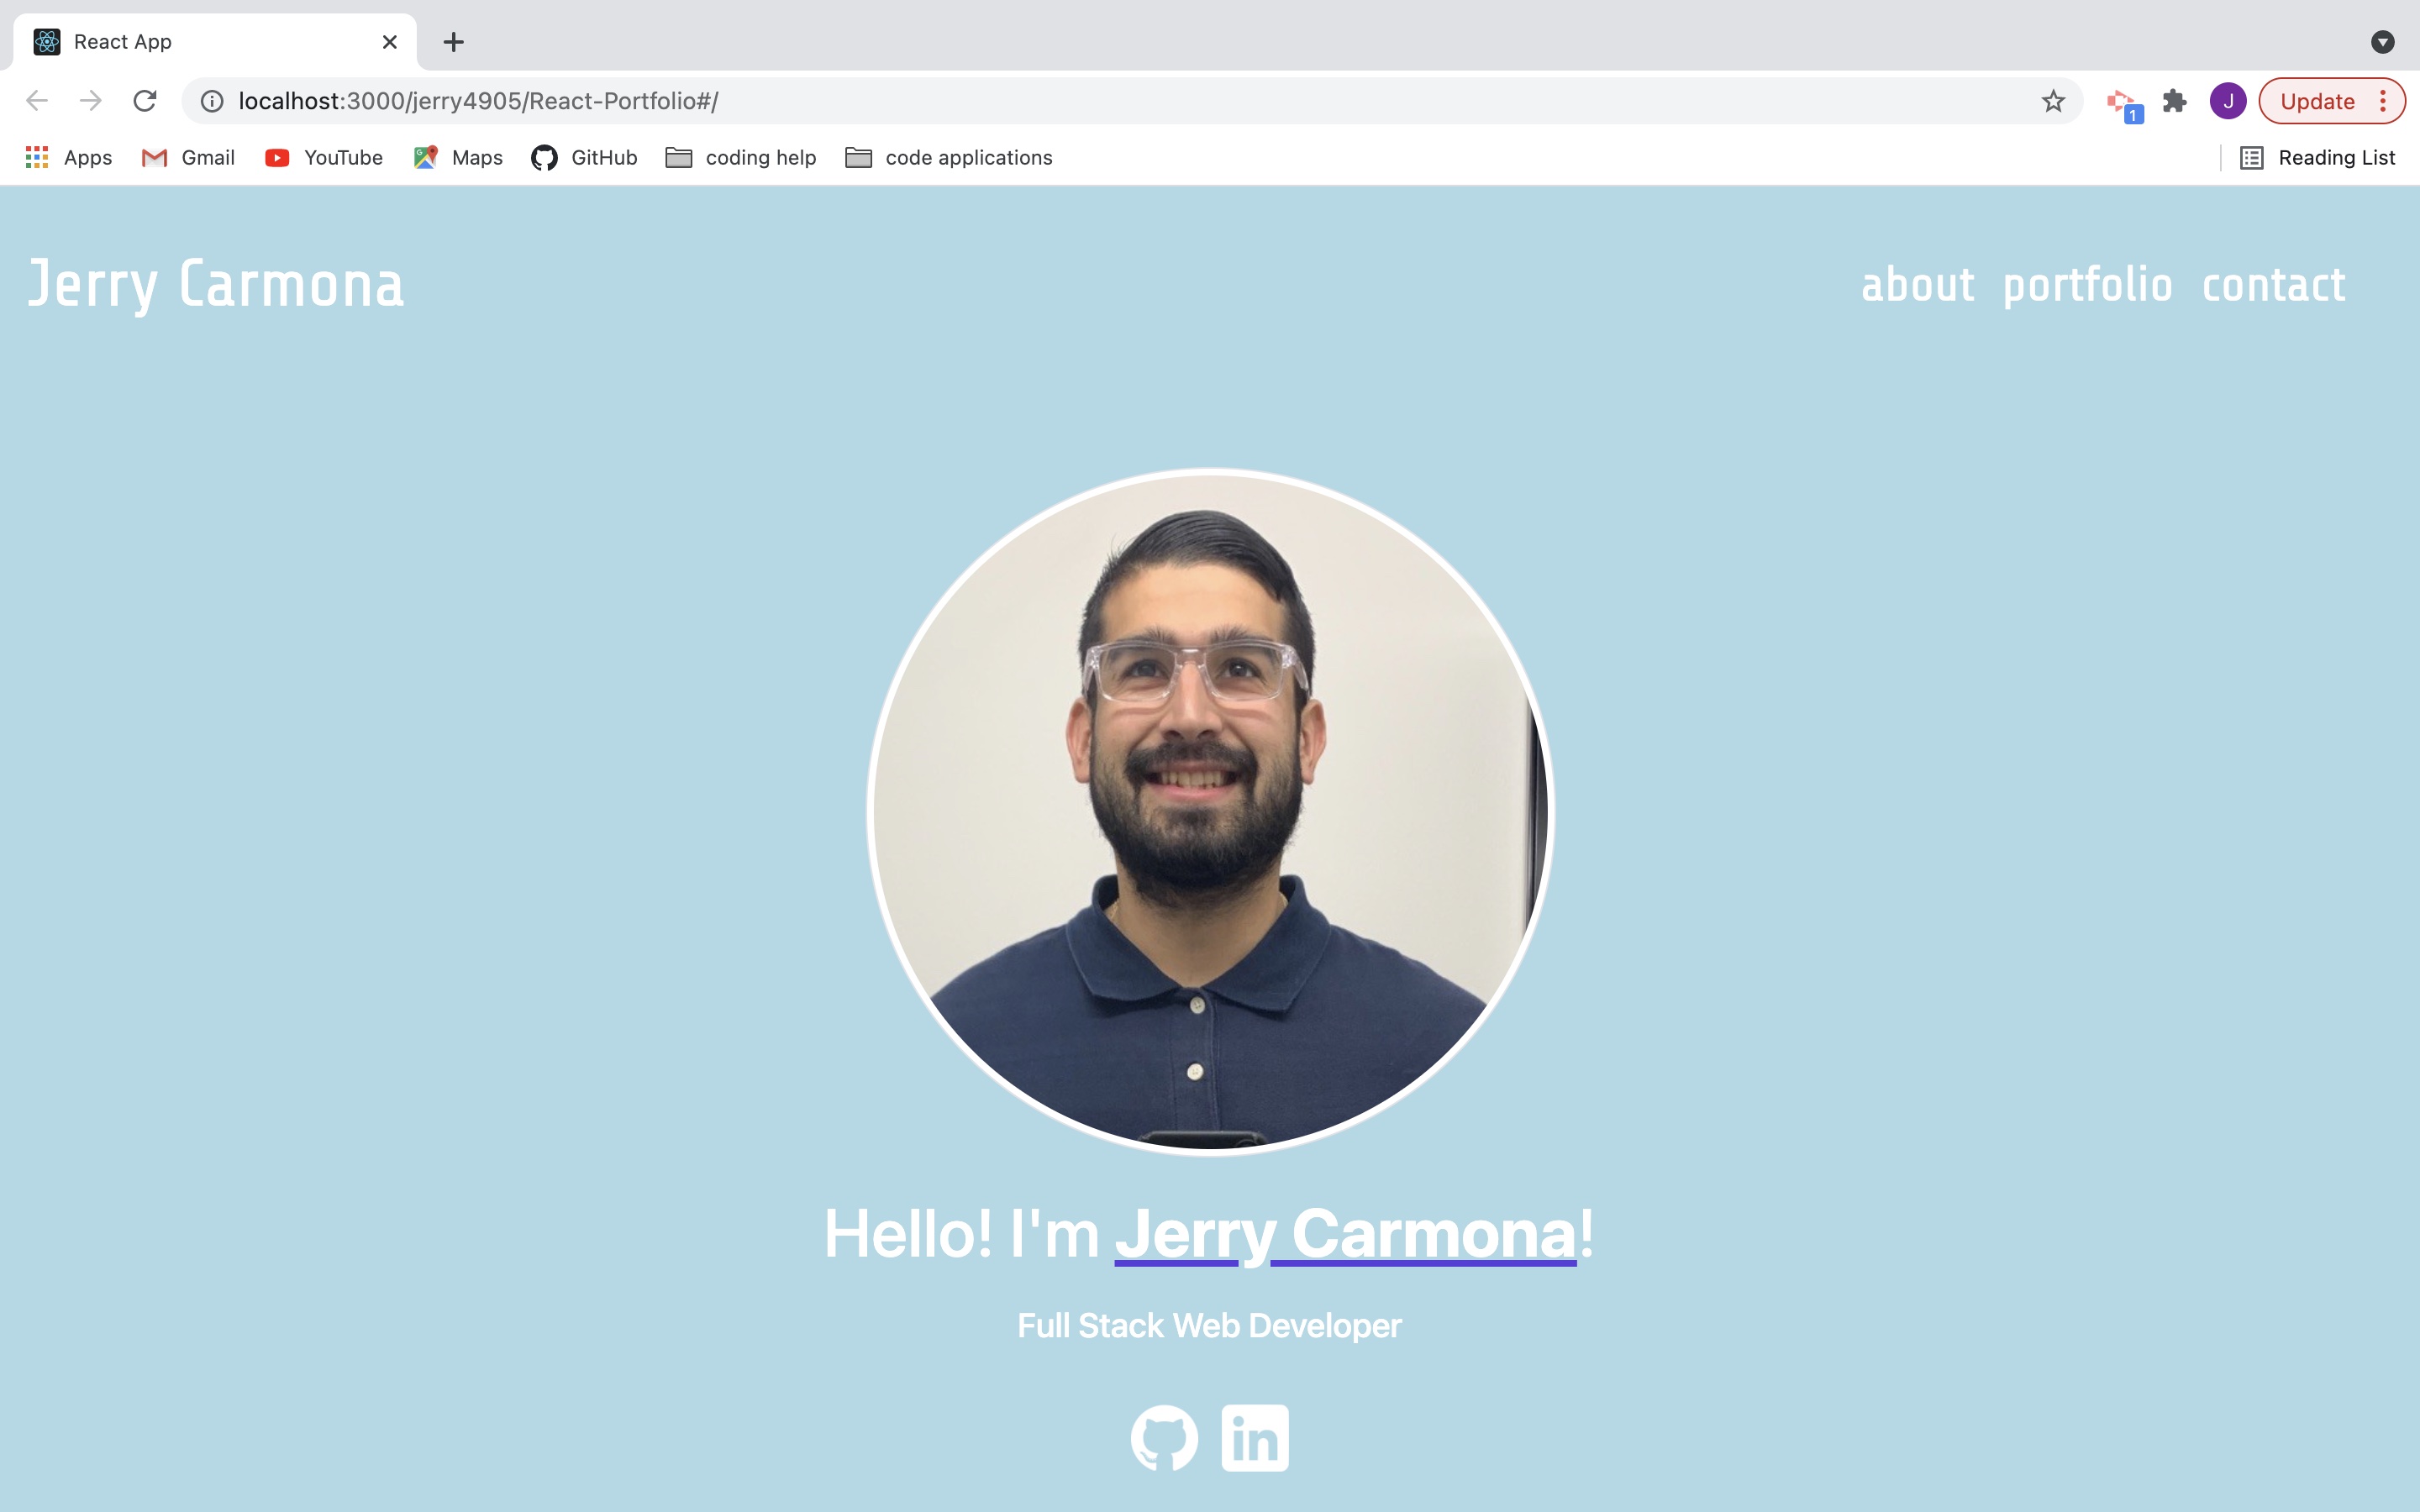 React App
localhost:3000/jerry4905/React-Portfolio#/
1
J
Update
Apps Gmail YouTube Maps GitHub coding help code applications Reading List
Jerry Carmona about portfolio contact
Hello! I'm Jerry Carmona!
Full Stack Web Developer
in